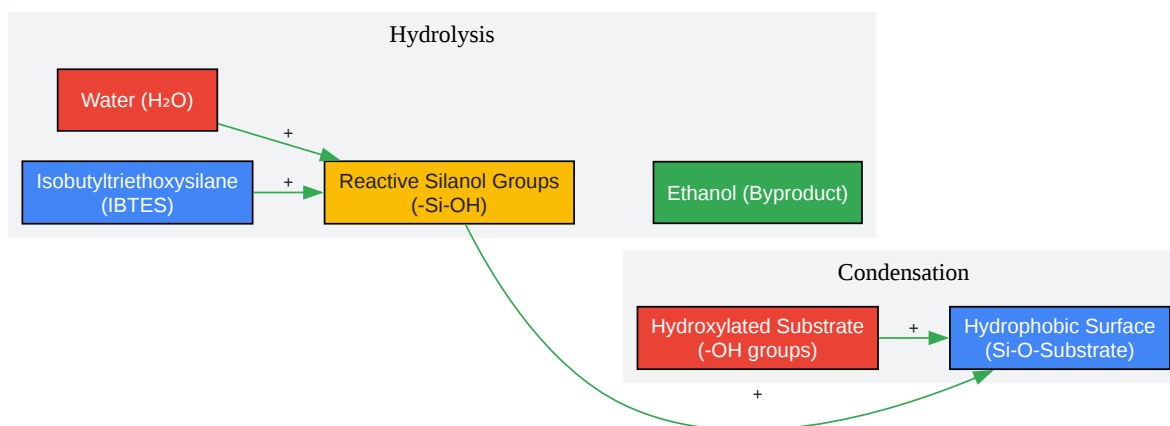 Hydrolysis
Water (H₂O)
+
Isobutyltriethoxysilane
(IBTES)
+
Reactive Silanol Groups
(-Si-OH)
Ethanol (Byproduct)
Condensation
Hydroxylated Substrate
(-OH groups)
+
Hydrophobic Surface
(Si-O-Substrate)
+